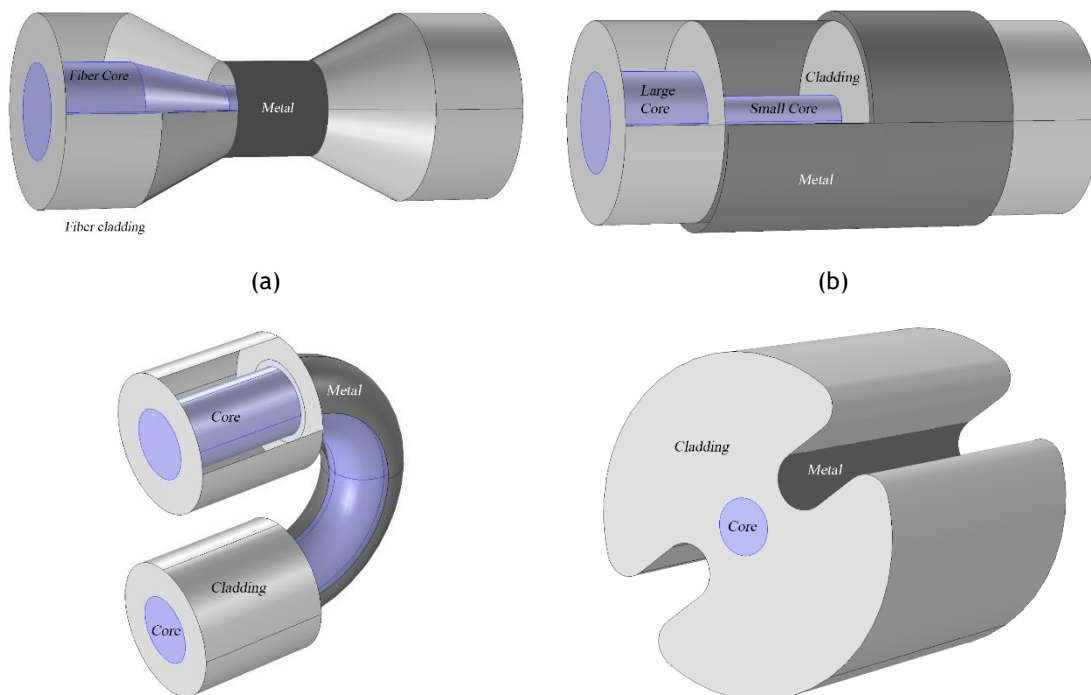 Fiber Core
Metal
Fiber cladding
(a)
Large
Core
Small Core
Cladding
Metal
(b)
Core
Metal
Cladding
Core
Cladding
Metal
Core